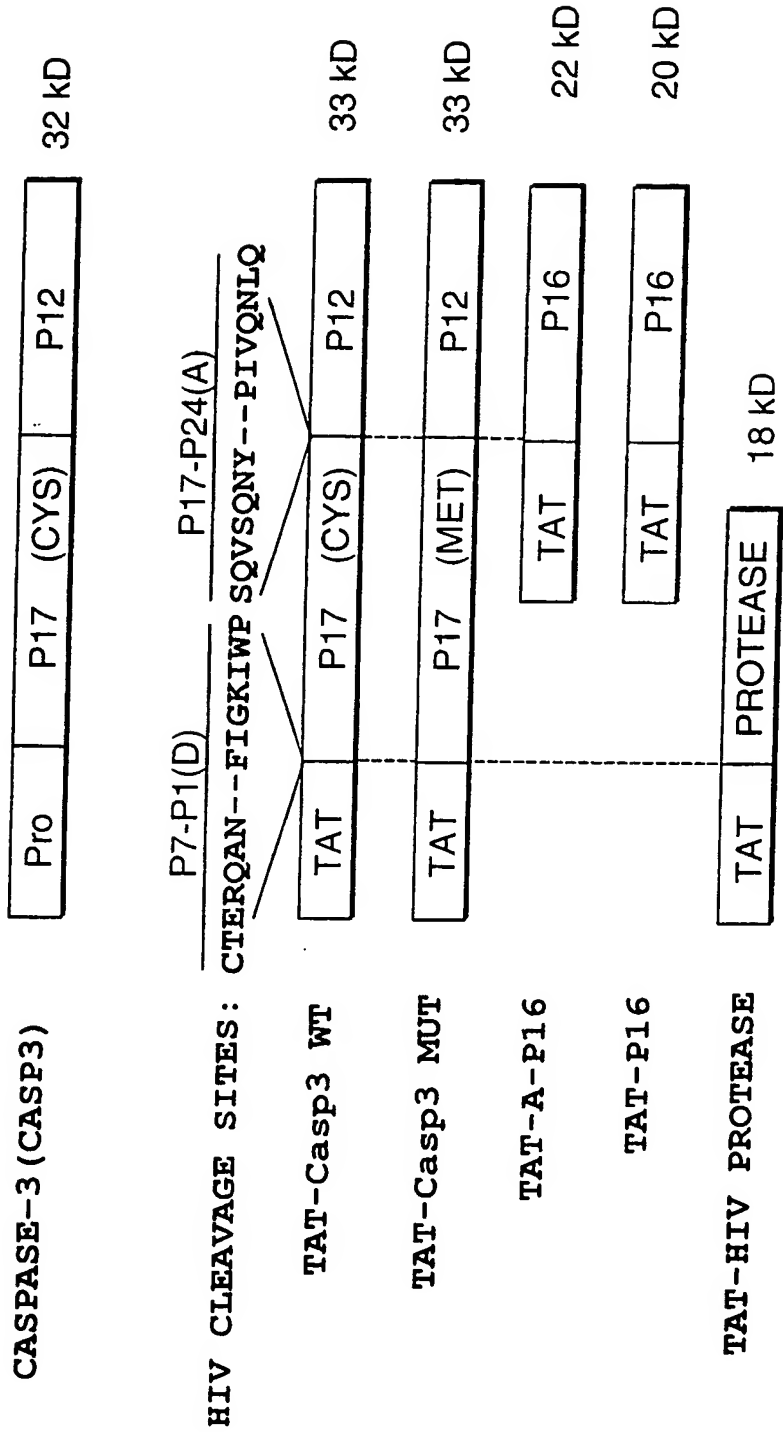 CASPASE-3 (CASP3) Pro P17 (CYS) P12 32 kD
P7-P1(D) P17-P24(A)
HIV CLEAVAGE SITES: CTERQAN--FIGKIWP SQVSQNY--PIVQNLQ
TAT-Casp3 WT TAT P17 (CYS) P12 33 kD
TAT-Casp3 MUT TAT P17 (MET) P12 33 kD
TAT-A-P16 TAT P16 22 kD
TAT-P16 TAT P16 20 kD
TAT-HIV PROTEASE TAT PROTEASE 18 kD